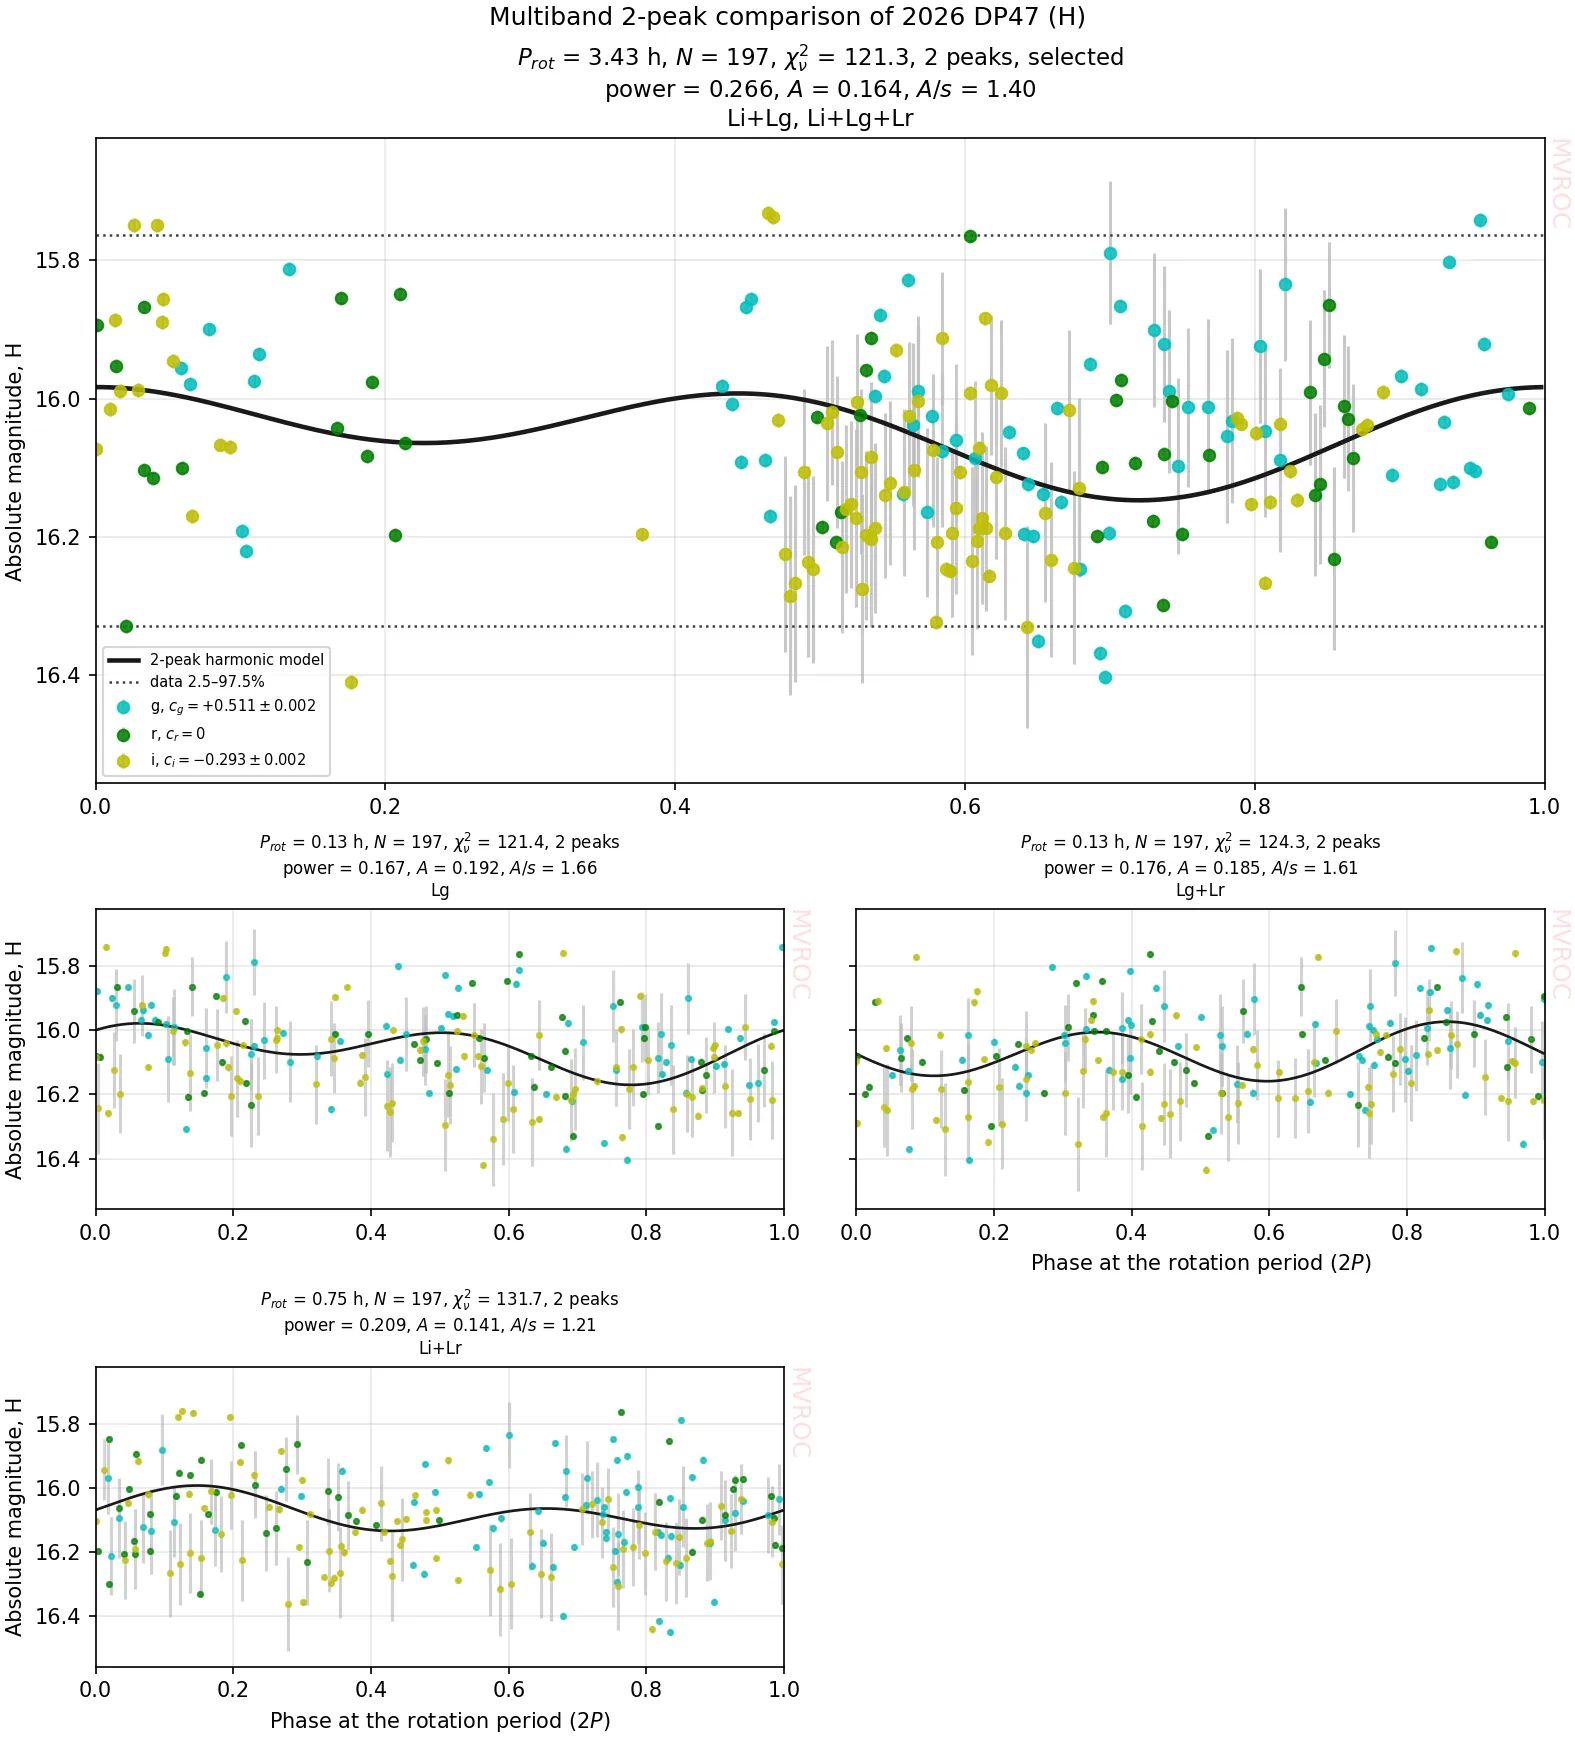 Multiband 2-peak comparison of 2026 DP47 (H)
P_rot = 3.43 h, N = 197, χ²_ν = 121.3, 2 peaks, selected
power = 0.266, A = 0.164, A/s = 1.40
Li+Lg, Li+Lg+Lr
MVROC
Absolute magnitude, H
15.8
16.0
16.2
16.4
2-peak harmonic model
data 2.5–97.5%
g, c_g = +0.511 ± 0.002
r, c_r = 0
i, c_i = −0.293 ± 0.002
0.0 0.2 0.4 0.6 0.8 1.0
P_rot = 0.13 h, N = 197, χ²_ν = 121.4, 2 peaks
power = 0.167, A = 0.192, A/s = 1.66
Lg
MVROC
Absolute magnitude, H
15.8
16.0
16.2
16.4
0.0 0.2 0.4 0.6 0.8 1.0
P_rot = 0.13 h, N = 197, χ²_ν = 124.3, 2 peaks
power = 0.176, A = 0.185, A/s = 1.61
Lg+Lr
MVROC
0.0 0.2 0.4 0.6 0.8 1.0
Phase at the rotation period (2P)
P_rot = 0.75 h, N = 197, χ²_ν = 131.7, 2 peaks
power = 0.209, A = 0.141, A/s = 1.21
Li+Lr
MVROC
Absolute magnitude, H
15.8
16.0
16.2
16.4
0.0 0.2 0.4 0.6 0.8 1.0
Phase at the rotation period (2P)